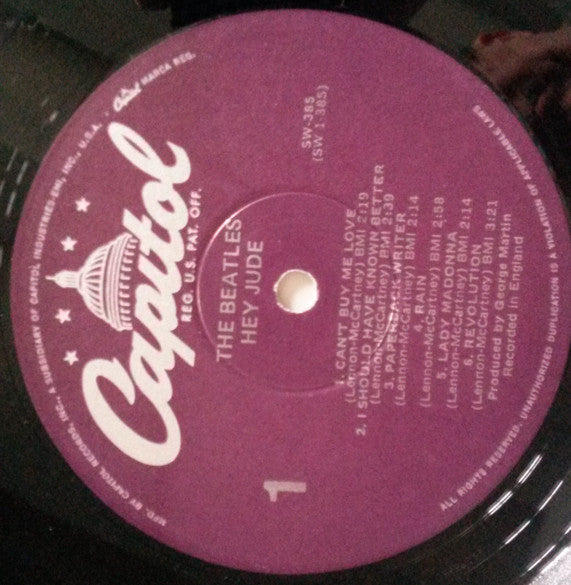 Capitol
REG. U.S. PAT. OFF.
THE BEATLES
HEY JUDE
1
SW-385
(SW 1-385)
1. CAN'T BUY ME LOVE
(Lennon-McCartney) BMI 2:19
2. I SHOULD HAVE KNOWN BETTER
(Lennon-McCartney) BMI 2:39
3. PAPERBACK WRITER
(Lennon-McCartney) BMI 2:14
4. RAIN
(Lennon-McCartney) BMI 2:58
5. LADY MADONNA
(Lennon-McCartney) BMI 2:14
6. REVOLUTION
(Lennon-McCartney) BMI 3:21
Produced by George Martin
Recorded in England
MFD. BY CAPITOL RECORDS, INC., A SUBSIDIARY OF CAPITOL INDUSTRIES-EMI, INC., U.S.A. · Capitol MARCA REG.
ALL RIGHTS RESERVED. UNAUTHORIZED DUPLICATION IS A VIOLATION OF APPLICABLE LAWS